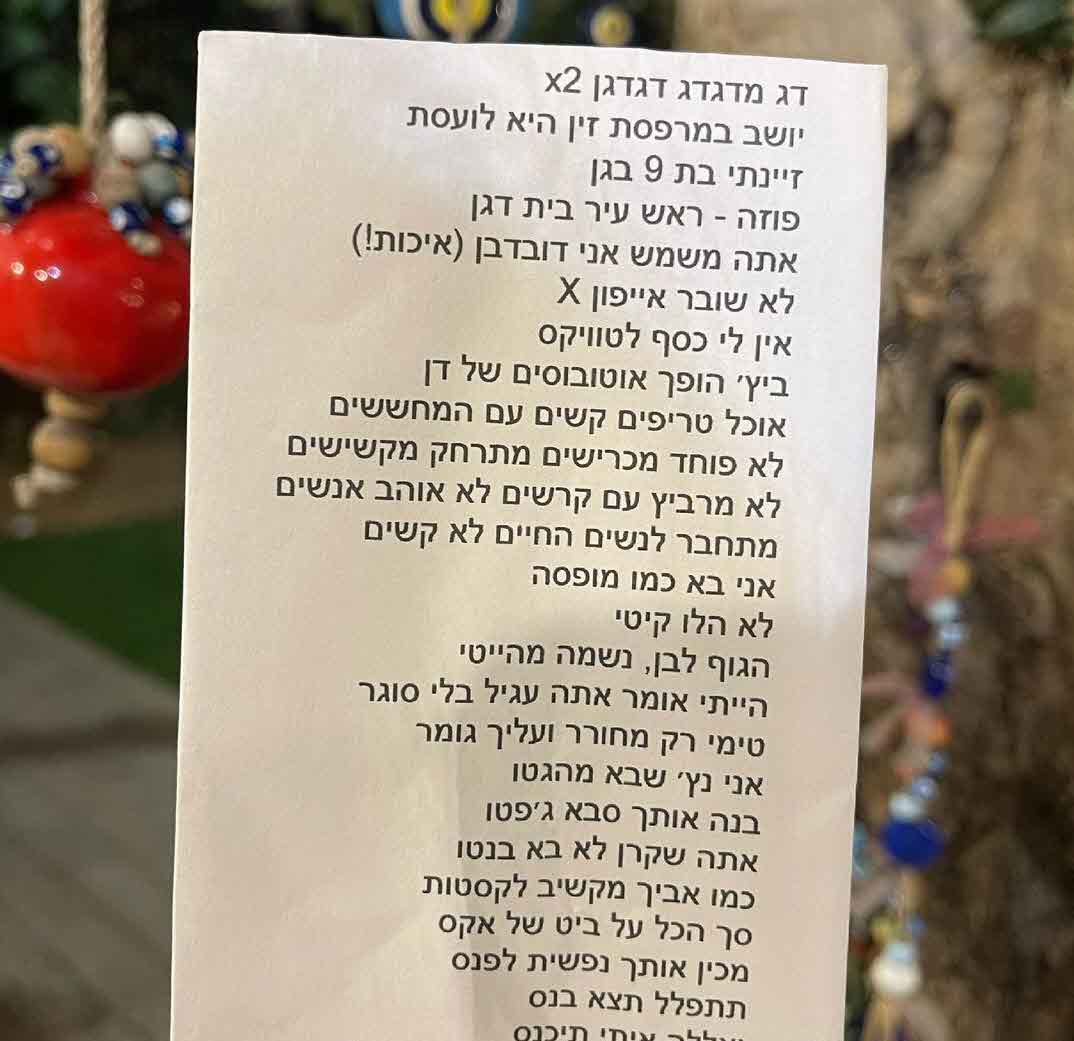 דג מדגדג דגדגן x2
יושב במרפסת זין היא לועסת
זיינתי בת 9 בגן
פוזה - ראש עיר בית דגן
אתה משמש אני דובדבן (איכות!)
לא שובר אייפון X
אין לי כסף לטוויקס
ביץ׳ הופך אוטובוסים של דן
אוכל טריפים קשים עם המחששים
לא פוחד מכרישים מתרחק מקשישים
לא מרביץ עם קרשים לא אוהב אנשים
מתחבר לנשים החיים לא קשים
אני בא כמו מופסה
לא הלו קיטי
הגוף לבן, נשמה מהייטי
הייתי אומר אתה עגיל בלי סוגר
טימי רק מחורר ועליך גומר
אני נץ׳ שבא מהגטו
בנה אותך סבא ג׳פטו
אתה שקרן לא בא בנטו
כמו אביך מקשיב לקסטות
סך הכל על ביט של אקס
מכין אותך נפשית לפנס
תתפלל תצא בנס
איתי תיכנס